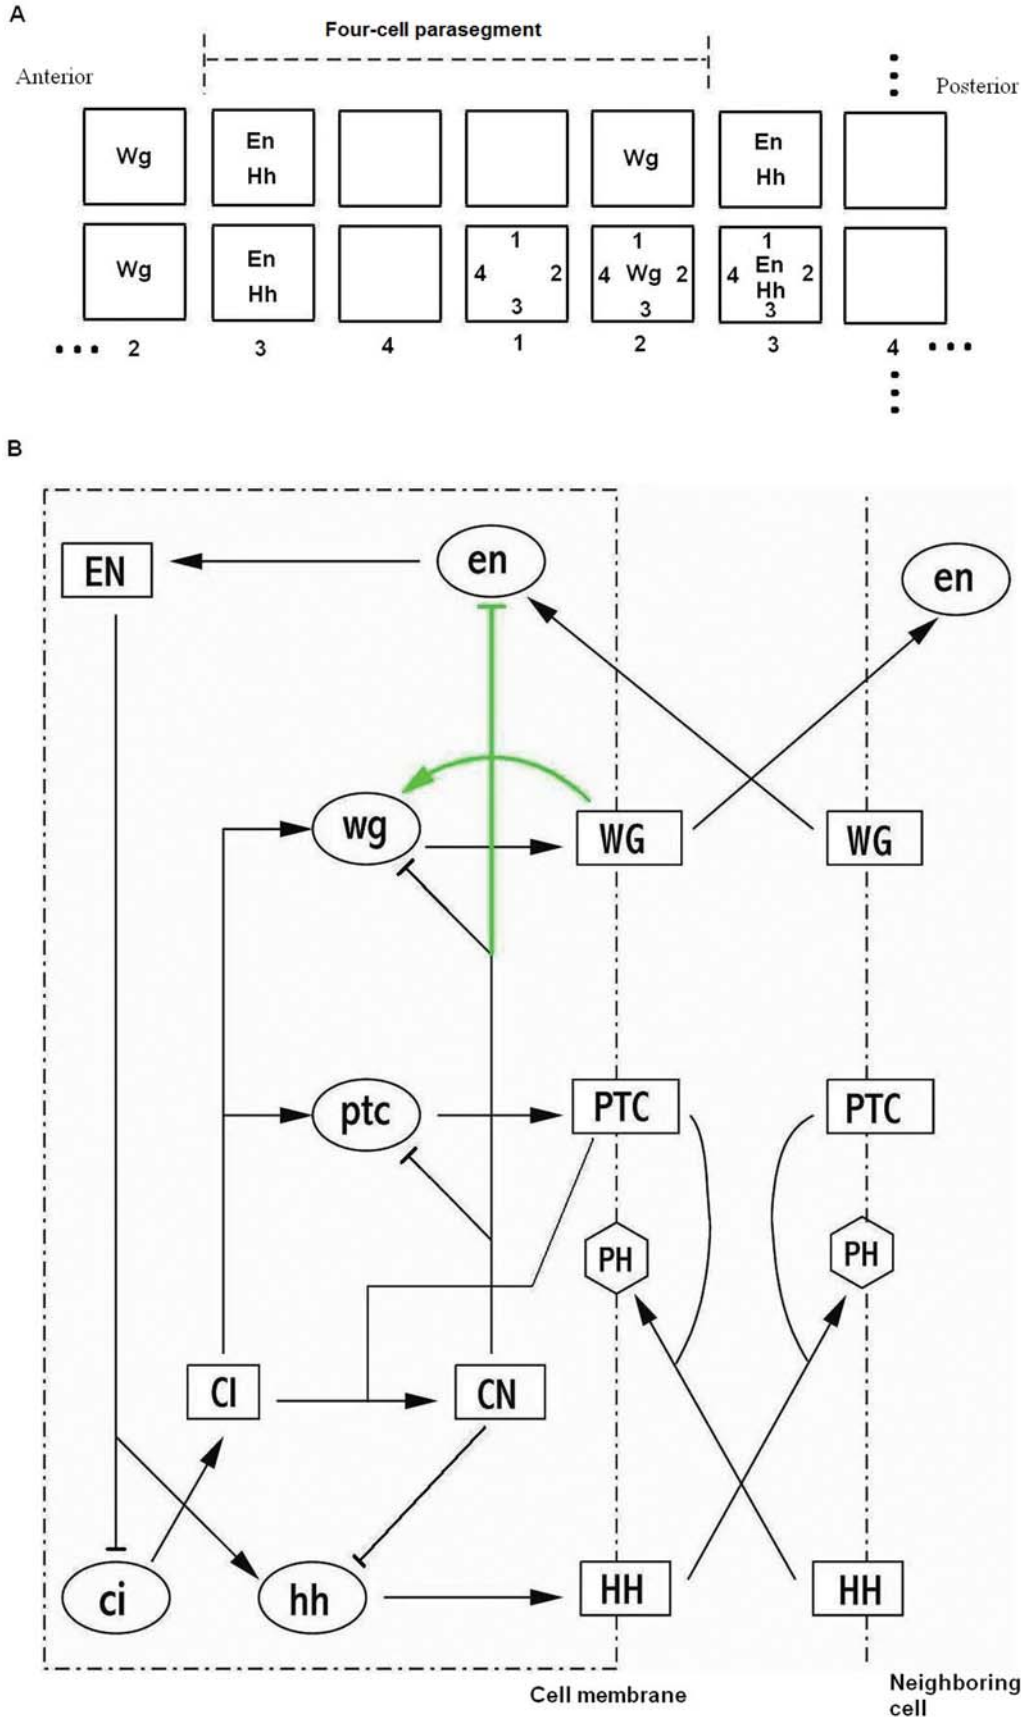 A
Four-cell parasegment
Anterior
Posterior
Wg
En
Hh
Wg
En
Hh
Wg
En
Hh
1
4 2
3
1
4 Wg 2
3
1
4 En 2
Hh
3
... 2 3 4 1 2 3 4 ...
B
EN
en
en
wg
WG
WG
ptc
PTC
PTC
PH
PH
CI
CN
ci
hh
HH
HH
Cell membrane
Neighboring
cell